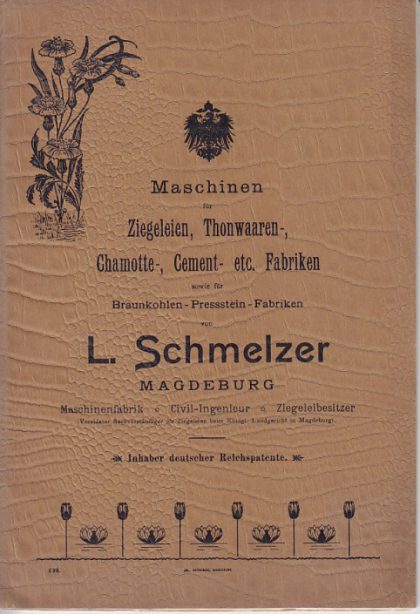 Maschinen
für
Ziegeleien, Thonwaaren-,
Chamotte-, Cement- etc. Fabriken
sowie für
Braunkohlen-Pressstein-Fabriken
von
L. Schmelzer
MAGDEBURG
Maschinenfabrik Civil-Ingenieur Ziegeleibesitzer
Vereideter Sachverständiger für Ziegeleien beim Königl. Landgericht in Magdeburg.
Inhaber deutscher Reichspatente.